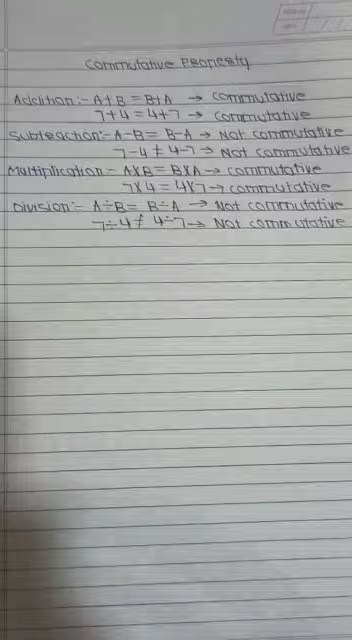 Commutative Property
Addition:- A+B = B+A → commutative
7+4 = 4+7 → commutative
Subtraction:- A-B = B-A → Not commutative
7-4 ≠ 4-7 → Not commutative
Multiplication:- A×B = B×A → commutative
7×4 = 4×7 → commutative
Division:- A÷B = B÷A → Not commutative
7÷4 ≠ 4÷7 → Not commutative